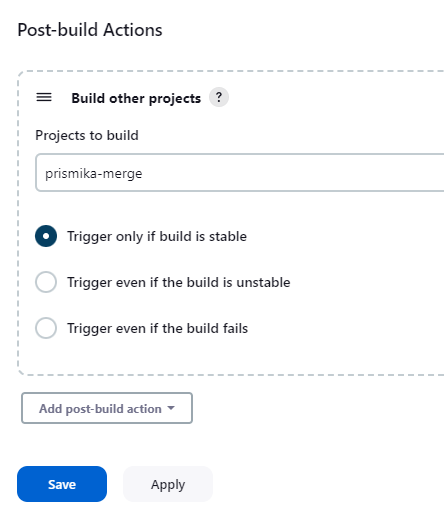 Post-build Actions
Build other projects ?
Projects to build
prismika-merge
Trigger only if build is stable
Trigger even if the build is unstable
Trigger even if the build fails
Add post-build action
Save Apply